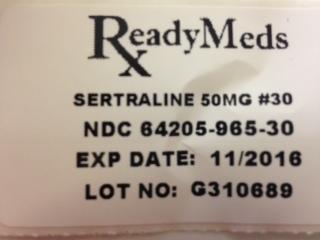 ReadyMeds
SERTRALINE 50MG #30
NDC 64205-965-30
EXP DATE: 11/2016
LOT NO: G310689